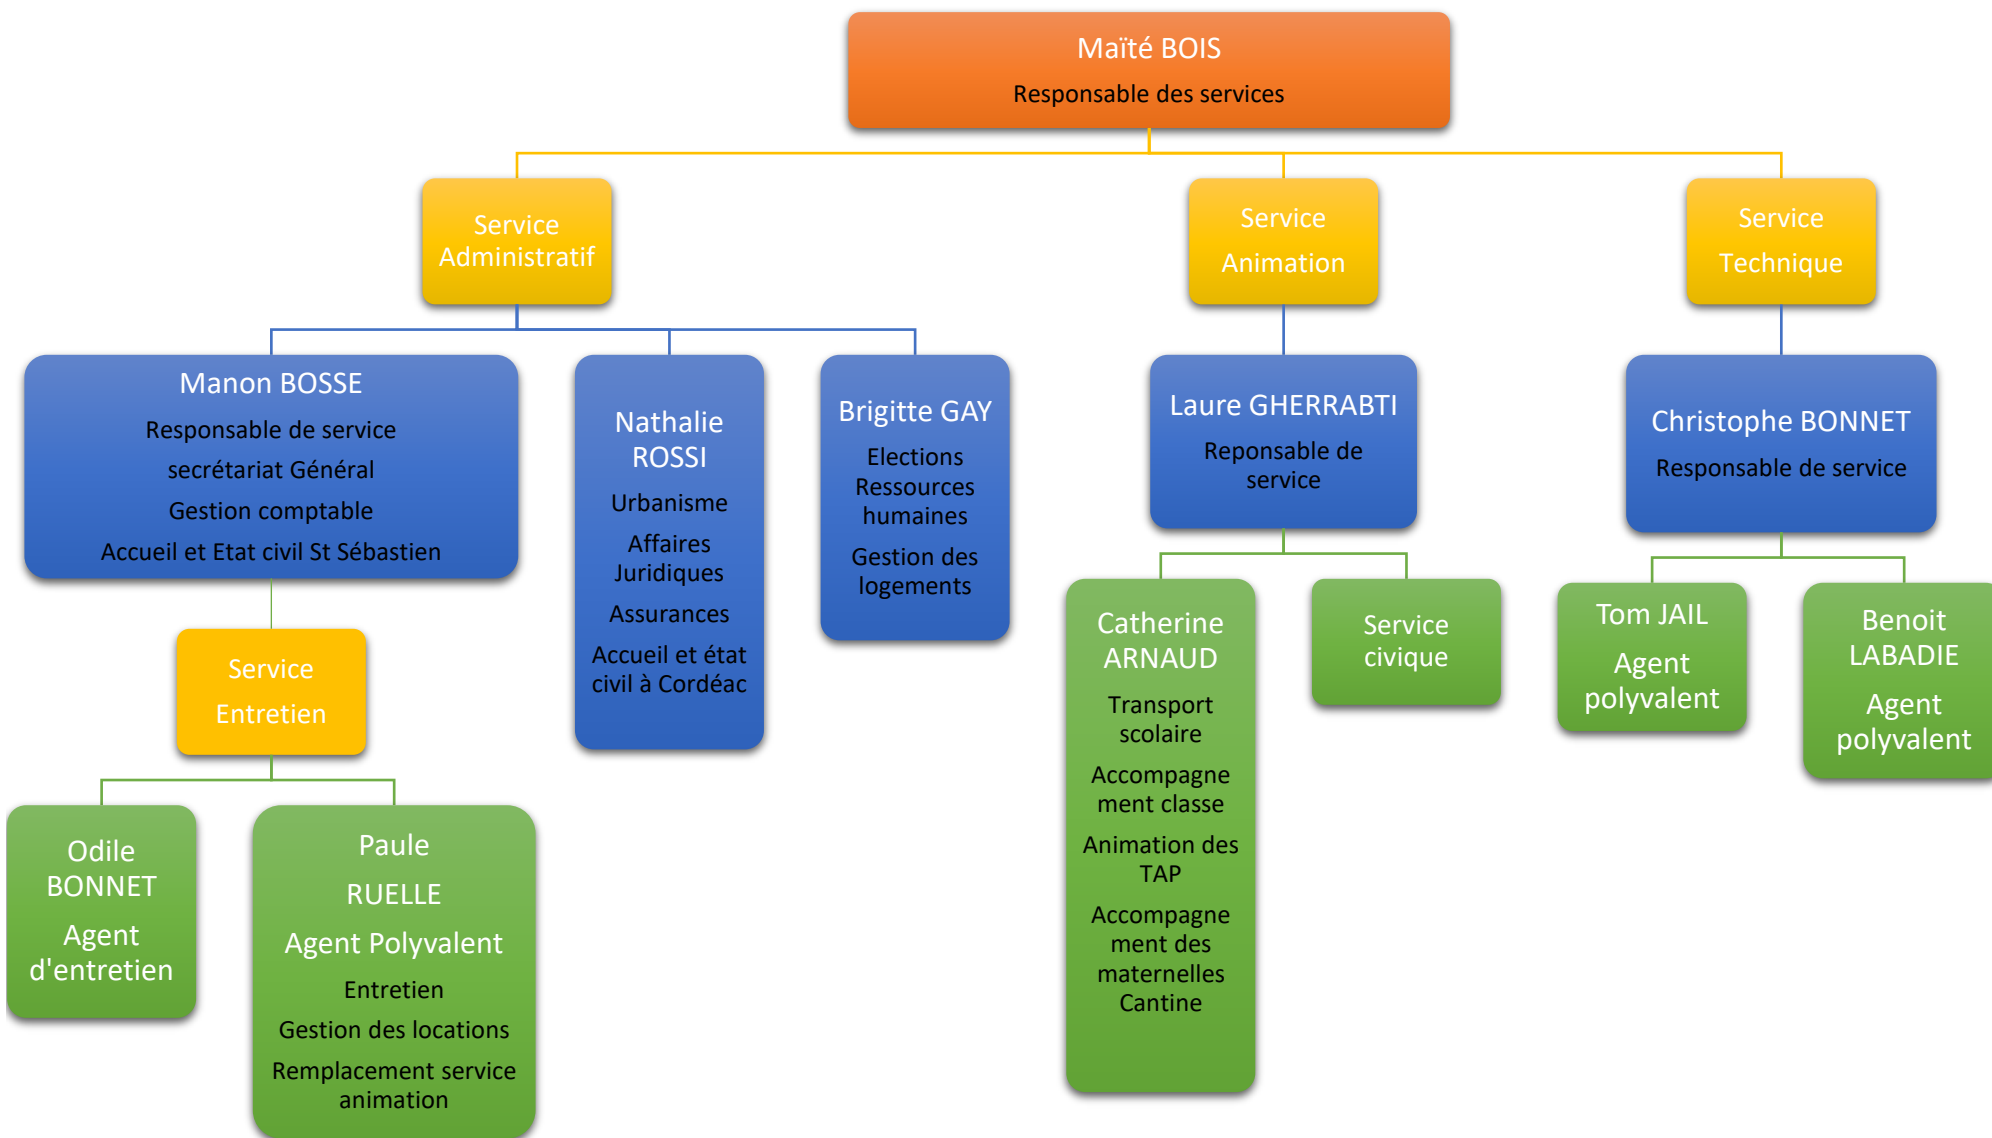 Maïté BOIS
Responsable des services
Service
Administratif
Service
Animation
Service
Technique
Manon BOSSE
Responsable de service
secrétariat Général
Gestion comptable
Accueil et Etat civil St Sébastien
Nathalie
ROSSI
Urbanisme
Affaires
Juridiques
Assurances
Accueil et état
civil à Cordéac
Brigitte GAY
Elections
Ressources
humaines
Gestion des
logements
Laure GHERRABTI
Reponsable de
service
Christophe BONNET
Responsable de service
Service
Entretien
Odile
BONNET
Agent
d'entretien
Paule
RUELLE
Agent Polyvalent
Entretien
Gestion des locations
Remplacement service
animation
Catherine
ARNAUD
Transport
scolaire
Accompagne
ment classe
Animation des
TAP
Accompagne
ment des
maternelles
Cantine
Service
civique
Tom JAIL
Agent
polyvalent
Benoit
LABADIE
Agent
polyvalent